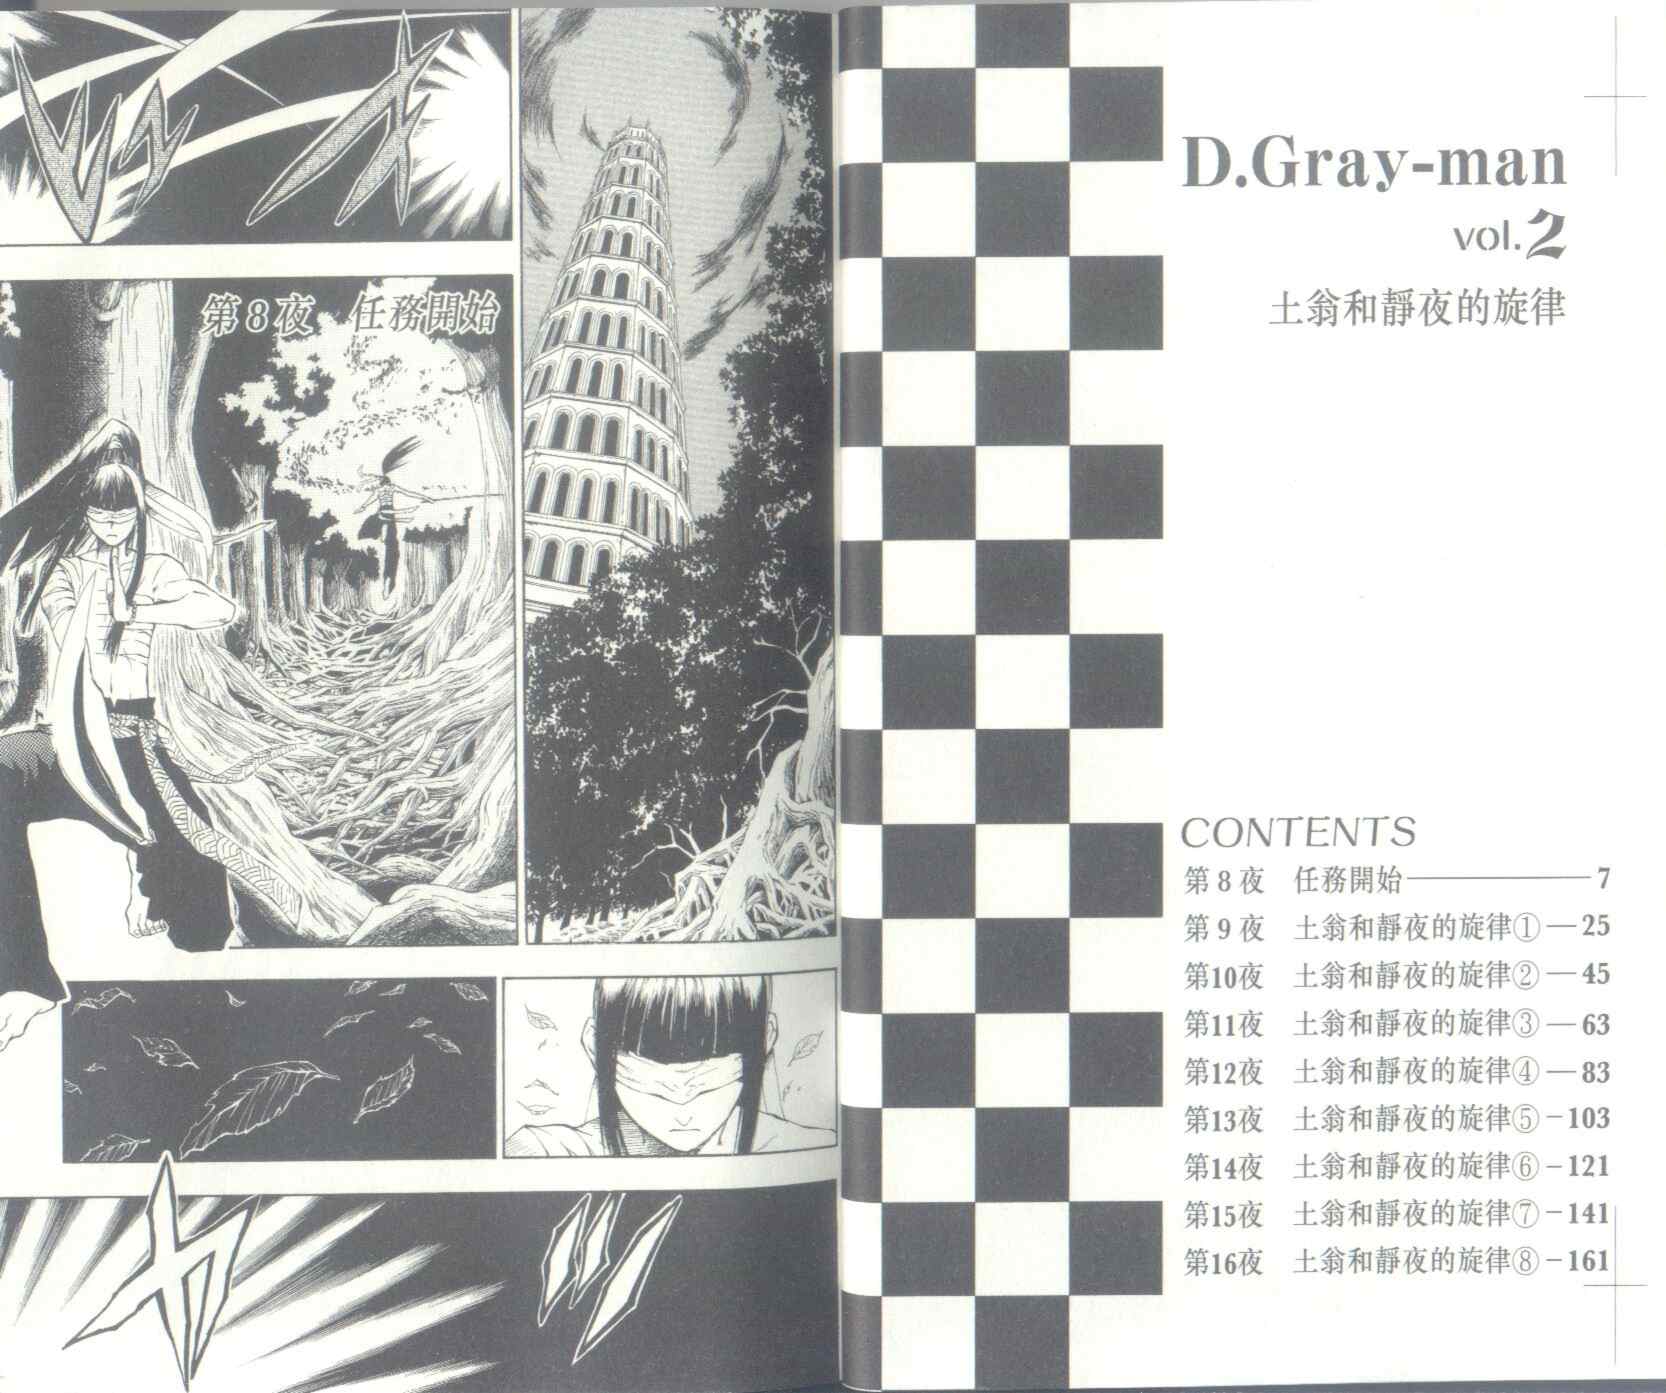 D.Gray-man
vol.2
土翁和靜夜的旋律
CONTENTS
第8夜 任務開始 7
第9夜 土翁和靜夜的旋律① 25
第10夜 土翁和靜夜的旋律② 45
第11夜 土翁和靜夜的旋律③ 63
第12夜 土翁和靜夜的旋律④ 83
第13夜 土翁和靜夜的旋律⑤ 103
第14夜 土翁和靜夜的旋律⑥ 121
第15夜 土翁和靜夜的旋律⑦ 141
第16夜 土翁和靜夜的旋律⑧ 161
第8夜 任務開始